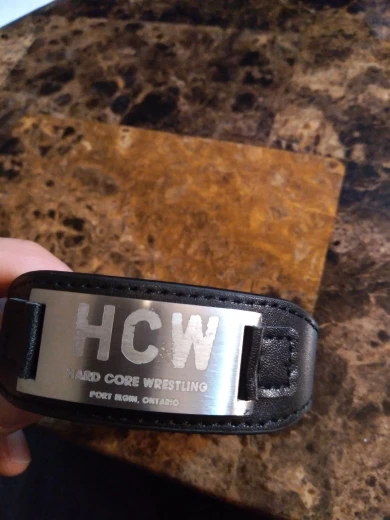 HCW
HARD CORE WRESTLING
PORT ELGIN, ONTARIO